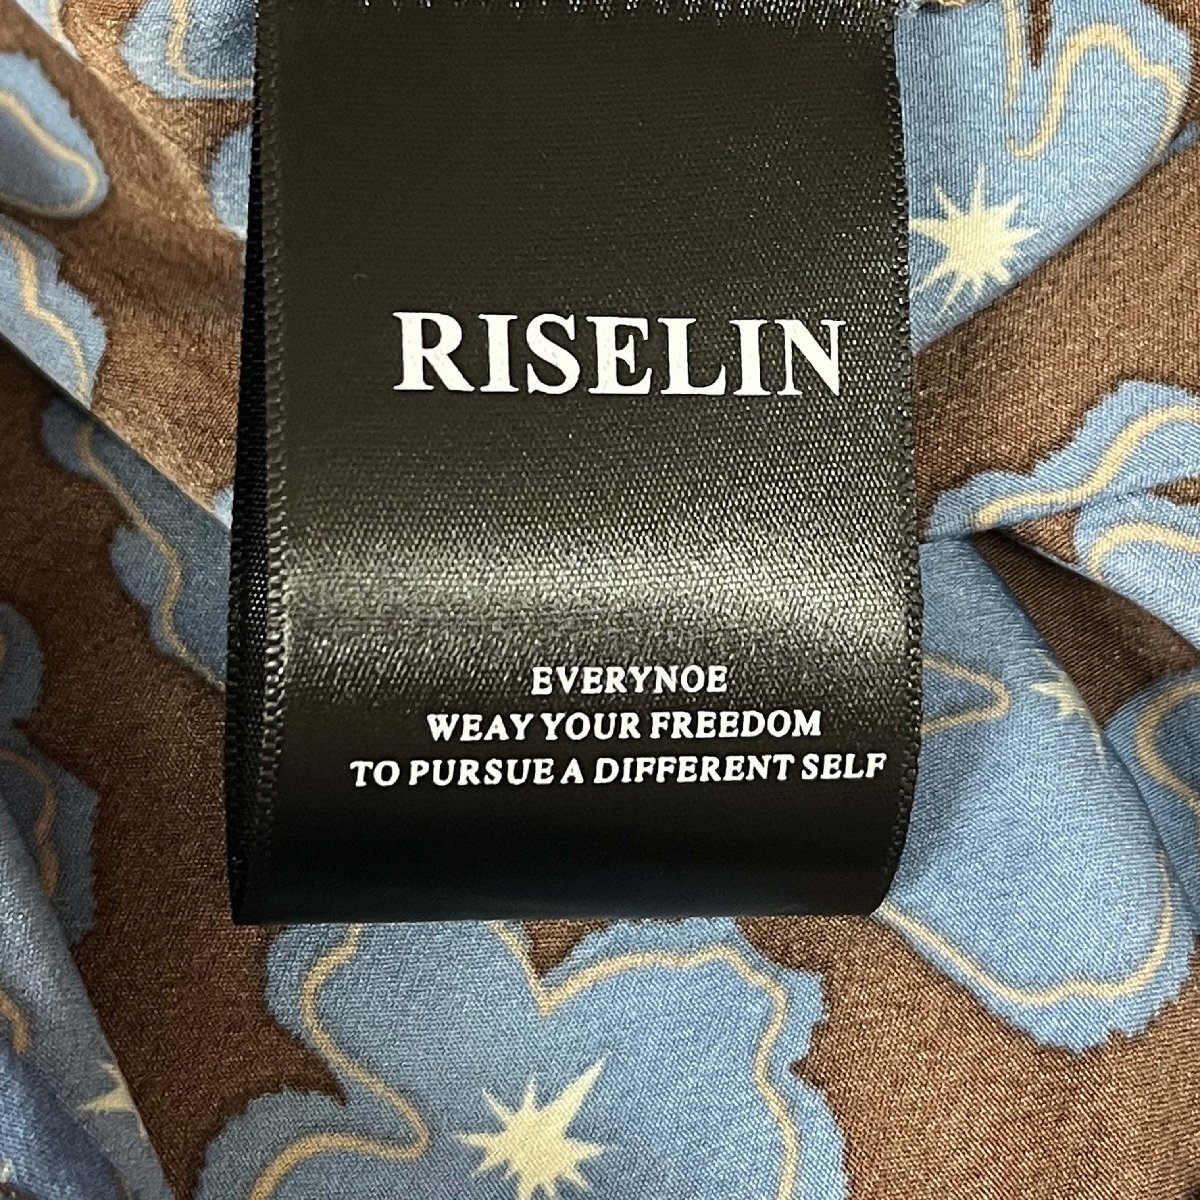 RISELIN
EVERYNOE
WEAY YOUR FREEDOM
TO PURSUE A DIFFERENT SELF